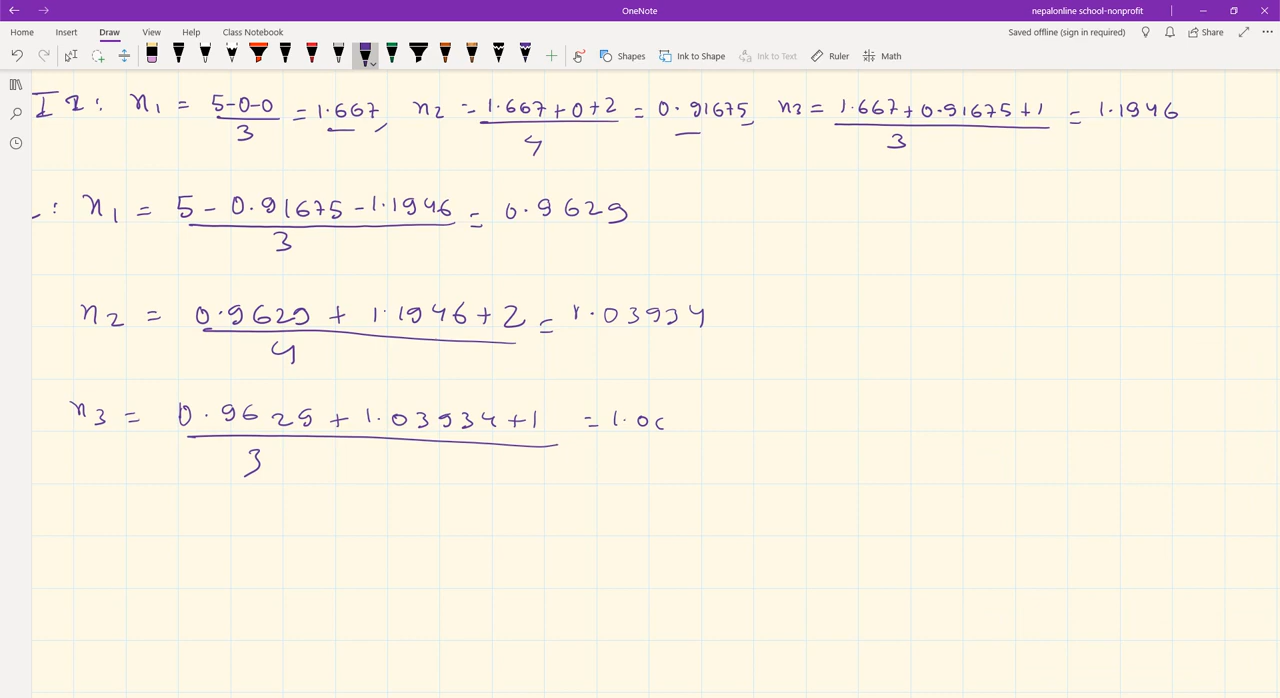 OneNote
nepalonline school-nonprofit
Home Insert Draw View Help Class Notebook
Saved offline (sign in required)
Share
Shapes
Ink to Shape
Ink to Text
Ruler
Math
I 1: x1 = 5-0-0/3 = 1.667, x2 = 1.667+0+2/4 = 0.91675, x3 = 1.667+0.91675+1/3 = 1.1946
: x1 = 5-0.91675-1.1946/3 = 0.9629
x2 = 0.9629+1.1946+2/4 = 1.03934
x3 = 0.9629+1.03934+1/3 = 1.00